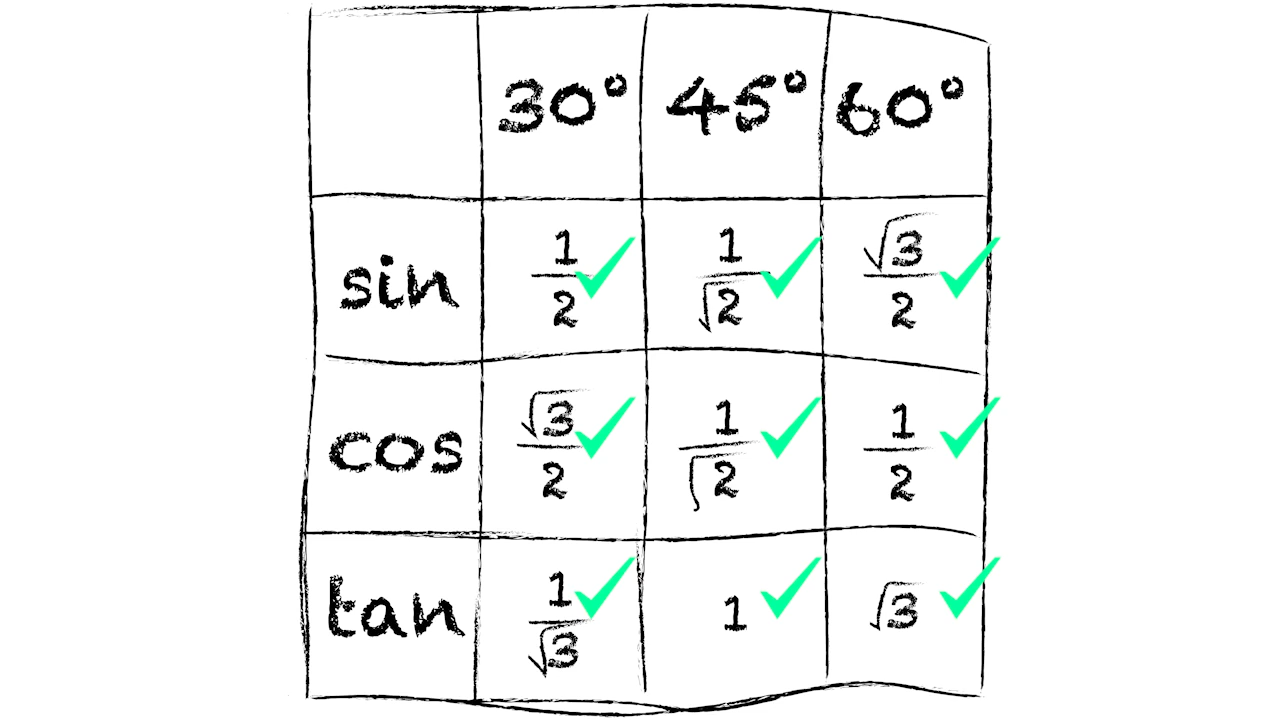 30° 45° 60°
sin 1/2 1/√2 √3/2
cos √3/2 1/√2 1/2
tan 1/√3 1 √3